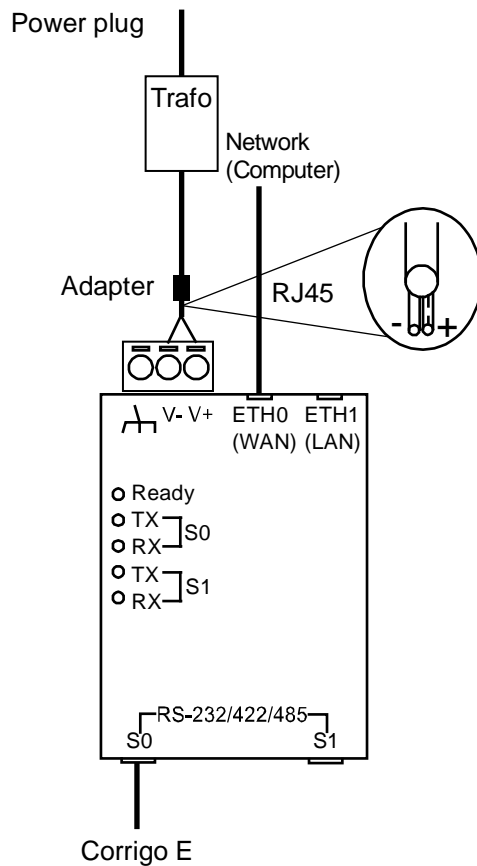 Power plug
Trafo
Network
(Computer)
Adapter
RJ45
- +
V- V+
ETH0
ETH1
(WAN)
(LAN)
Ready
TX
S0
RX
TX
S1
RX
RS-232/422/485
S0
S1
Corrigo E